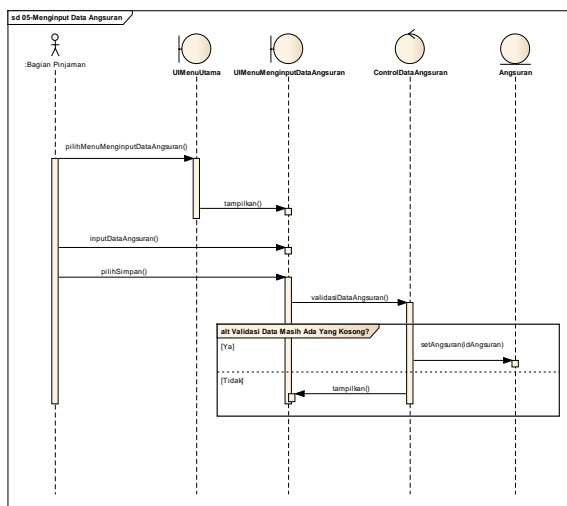 sd 05-Menginput Data Angsuran
:Bagian Pinjaman
UIMenuUtama
UIMenuMenginputDataAngsuran
ControlDataAngsuran
Angsuran
pilihMenuMenginputDataAngsuran()
tampilkan()
inputDataAngsuran()
pilihSimpan()
validasiDataAngsuran()
alt Validasi Data Masih Ada Yang Kosong?
[Ya]
setAngsuran(idAngsuran)
[Tidak]
tampilkan()